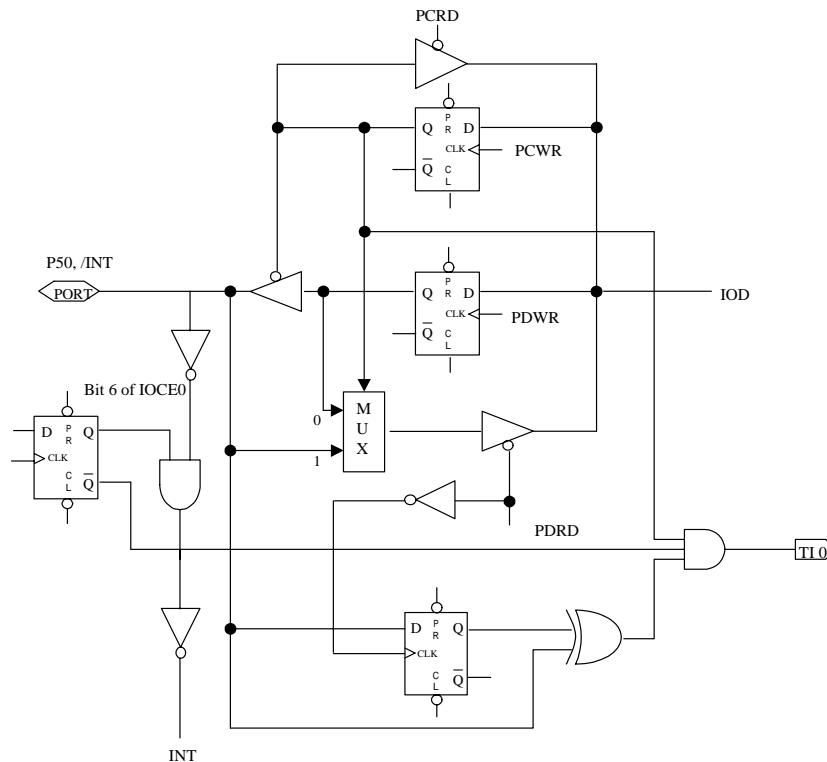 PCRD
P
R
Q D
CLK
PCWR
Q
C
L
P50, /INT
PORT
P
R
Q D
CLK
PDWR
Q
C
L
IOD
Bit 6 of IOCE0
P
R
D Q
CLK
C
L
Q
0
1
M
U
X
PDRD
TI 0
P
R
D Q
CLK
C
L
Q
INT